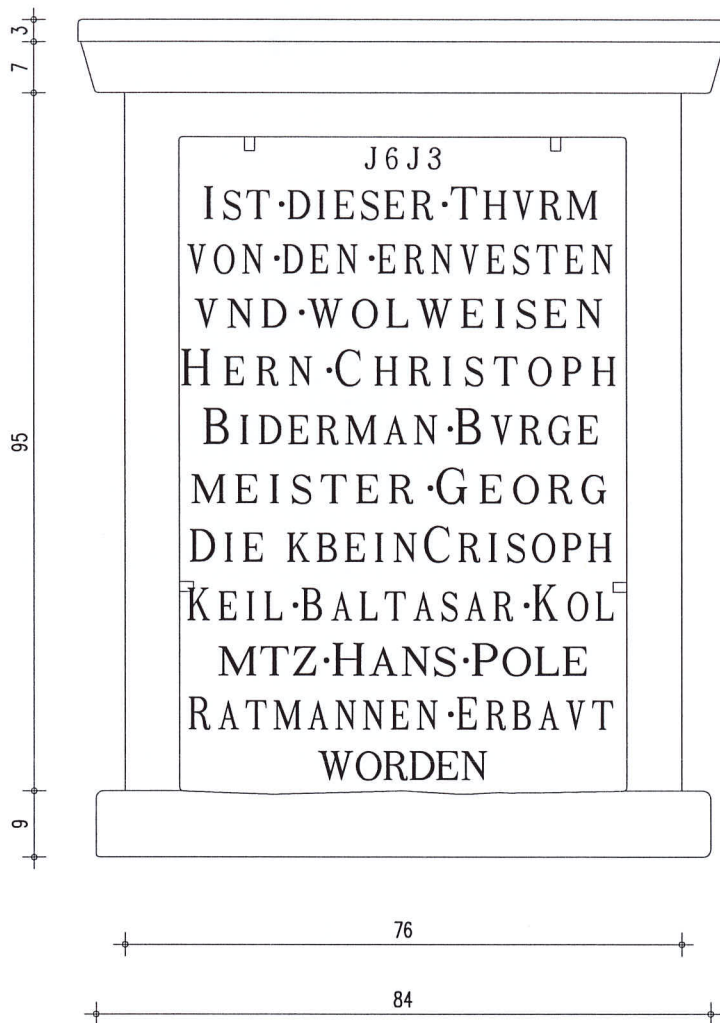 3
7
95
9
J6J3
IST·DIESER·THVRM
VON·DEN·ERNVESTEN
VND·WOLWEISEN
HERN·CHRISTOPH
BIDERMAN·BVRGE
MEISTER·GEORG
DIE KBEINCRISOPH
KEIL·BALTASAR·KOL
MTZ·HANS·POLE
RATMANNEN·ERBAVT
WORDEN
76
84